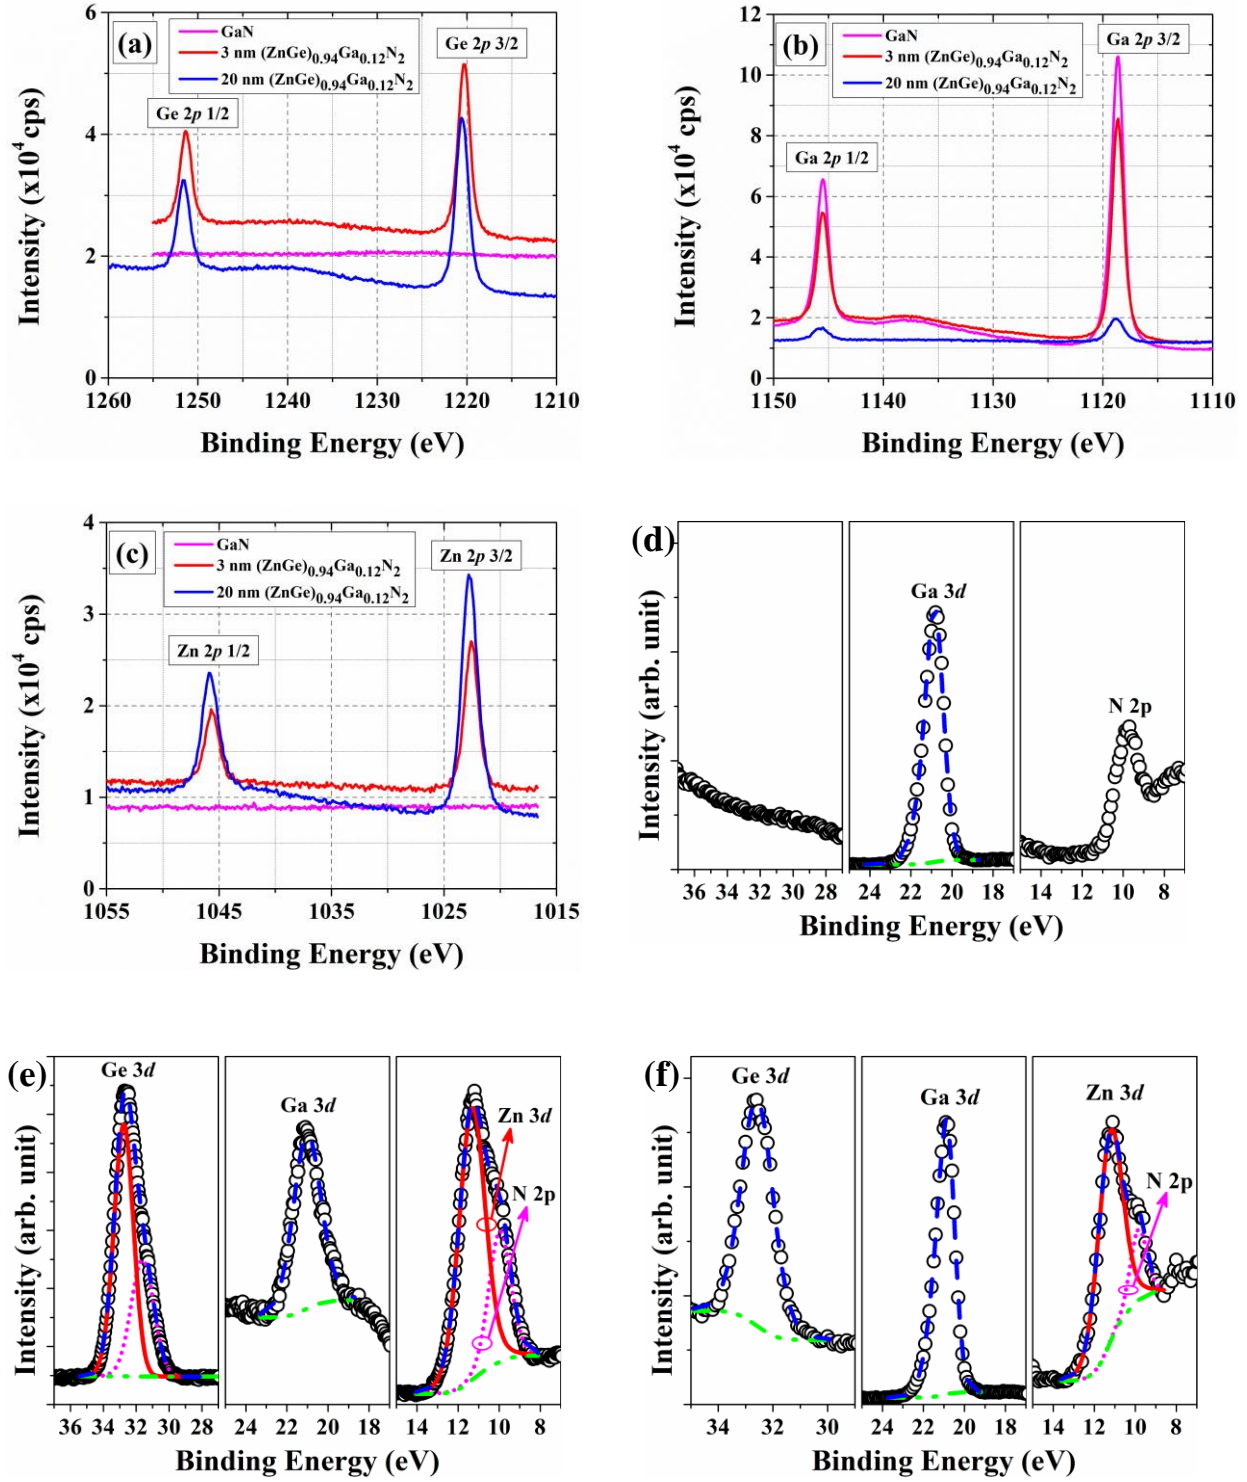 (a)
GaN
3 nm (ZnGe)0.94Ga0.12N2
20 nm (ZnGe)0.94Ga0.12N2
Ge 2p 3/2
Ge 2p 1/2
6
4
2
0
1260 1250 1240 1230 1220 1210
Intensity (x10^4 cps)
Binding Energy (eV)
(b)
GaN
3 nm (ZnGe)0.94Ga0.12N2
20 nm (ZnGe)0.94Ga0.12N2
Ga 2p 3/2
Ga 2p 1/2
12
10
8
6
4
2
0
1150 1140 1130 1120 1110
Intensity (x10^4 cps)
Binding Energy (eV)
(c)
GaN
3 nm (ZnGe)0.94Ga0.12N2
20 nm (ZnGe)0.94Ga0.12N2
Zn 2p 3/2
Zn 2p 1/2
4
3
2
1
0
1055 1045 1035 1025 1015
Intensity (x10^4 cps)
Binding Energy (eV)
(d)
Ga 3d
N 2p
Intensity (arb. unit)
36 34 32 30 28 24 22 20 18 14 12 10 8
Binding Energy (eV)
(e)
Ge 3d
Ga 3d
Zn 3d
N 2p
Intensity (arb. unit)
36 34 32 30 28 24 22 20 18 14 12 10 8
Binding Energy (eV)
(f)
Ge 3d
Ga 3d
Zn 3d
N 2p
Intensity (arb. unit)
34 32 30 24 22 20 18 14 12 10 8
Binding Energy (eV)